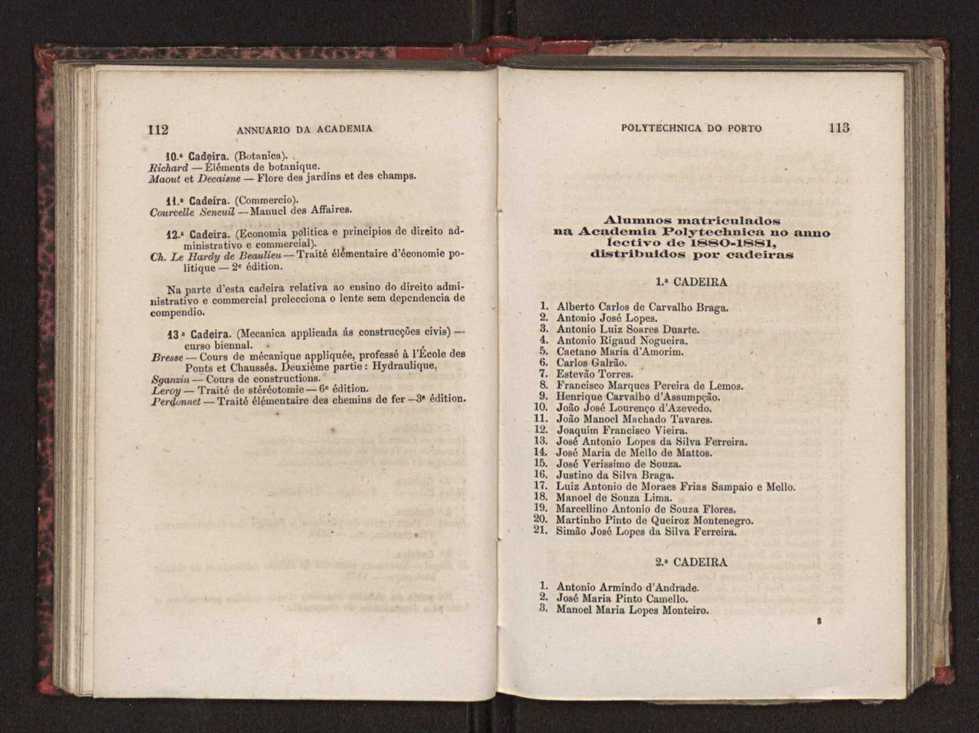 112 ANNUARIO DA ACADEMIA
10.ª Cadeira. (Botanica).
Richard — Éléments de botanique.
Maout et Decaisne — Flore des jardins et des champs.
11.ª Cadeira. (Commercio).
Courcelle Seneuil — Manuel des Affaires.
12.ª Cadeira. (Economia politica e principios de direito ad-
ministrativo e commercial).
Ch. Le Hardy de Beaulieu — Traité élêmentaire d'économie po-
litique — 2ᵉ édition.
Na parte d'esta cadeira relativa ao ensino do direito admi-
nistrativo e commercial prelecciona o lente sem dependencia de
compendio.
13ª Cadeira. (Mecanica applicada ás construcções civis) —
curso biennal.
Bresse — Cours de mécanique appliquée, professé à l'École des
Ponts et Chaussés. Deuxième partie: Hydraulique,
Sganzin — Cours de constructions.
Leroy — Traité de stéréotomie — 6ᵉ édition.
Perdonnet — Traité élémentaire des chemins de fer —3ᵉ édition.
POLYTECHNICA DO PORTO 113
Alumnos matriculados
na Academia Polytechnica no anno
lectivo de 1880-1881,
distribuidos por cadeiras
1.ª CADEIRA
1. Alberto Carlos de Carvalho Braga.
2. Antonio José Lopes.
3. Antonio Luiz Soares Duarte.
4. Antonio Rigaud Nogueira.
5. Caetano Maria d'Amorim.
6. Carlos Galrão.
7. Estevão Torres.
8. Francisco Marques Pereira de Lemos.
9. Henrique Carvalho d'Assumpção.
10. João José Lourenço d'Azevedo.
11. João Manoel Machado Tavares.
12. Joaquim Francisco Vieira.
13. José Antonio Lopes da Silva Ferreira.
14. José Maria de Mello de Mattos.
15. José Verissimo de Souza.
16. Justino da Silva Braga.
17. Luiz Antonio de Moraes Frias Sampaio e Mello.
18. Manoel de Souza Lima.
19. Marcellino Antonio de Souza Flores.
20. Martinho Pinto de Queiroz Montenegro.
21. Simão José Lopes da Silva Ferreira.
2.ª CADEIRA
1. Antonio Armindo d'Andrade.
2. José Maria Pinto Camello.
3. Manoel Maria Lopes Monteiro.
8